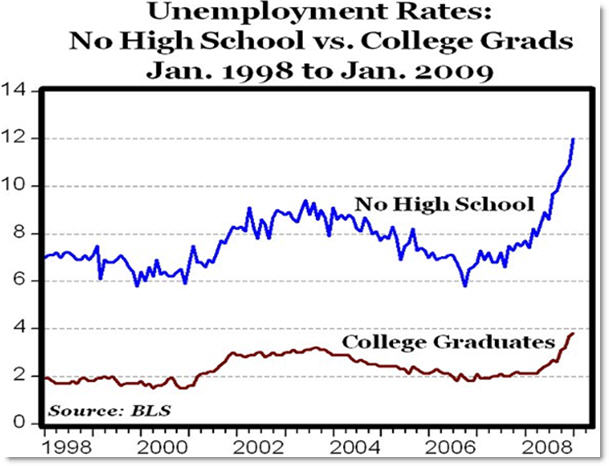 Unemployment Rates:
No High School vs. College Grads
Jan. 1998 to Jan. 2009
14
12
10
No High School
8
6
4
College Graduates
2
0
Source: BLS
1998 2000 2002 2004 2006 2008